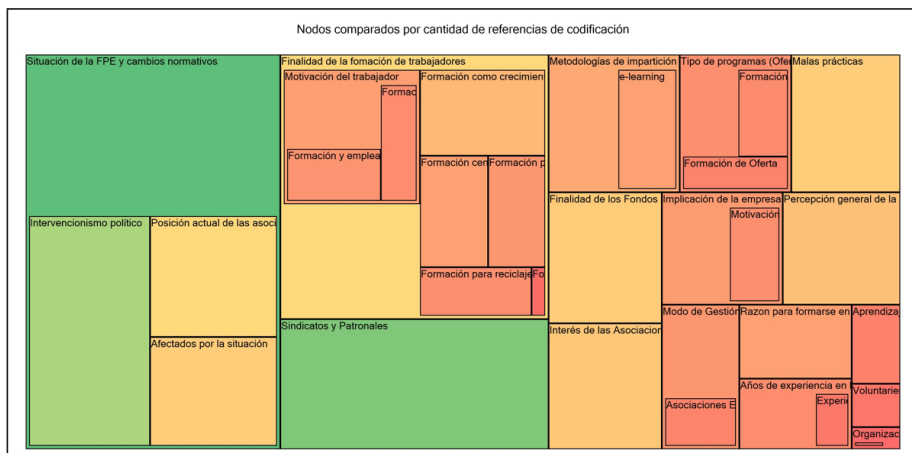 Nodos comparados por cantidad de referencias de codificación
Situación de la FPE y cambios normativos
Intervencionismo político
Posición actual de las asoci
Afectados por la situación
Finalidad de la fomación de trabajadores
Motivación del trabajador
Formac
Formación y emplea
Formación como crecimien
Formación cen
Formación p
Formación para reciclaje
Fo
Sindicatos y Patronales
Metodologías de impartición
e-learning
Tipo de programas (Ofer
Formación
Formación de Oferta
Malas prácticas
Finalidad de los Fondos
Implicación de la empresa
Motivación
Percepción general de la
Interés de las Asociacion
Modo de Gestión
Asociaciones E
Razon para formarse en
Años de experiencia en l
Experie
Aprendizaj
Voluntarie
Organizac